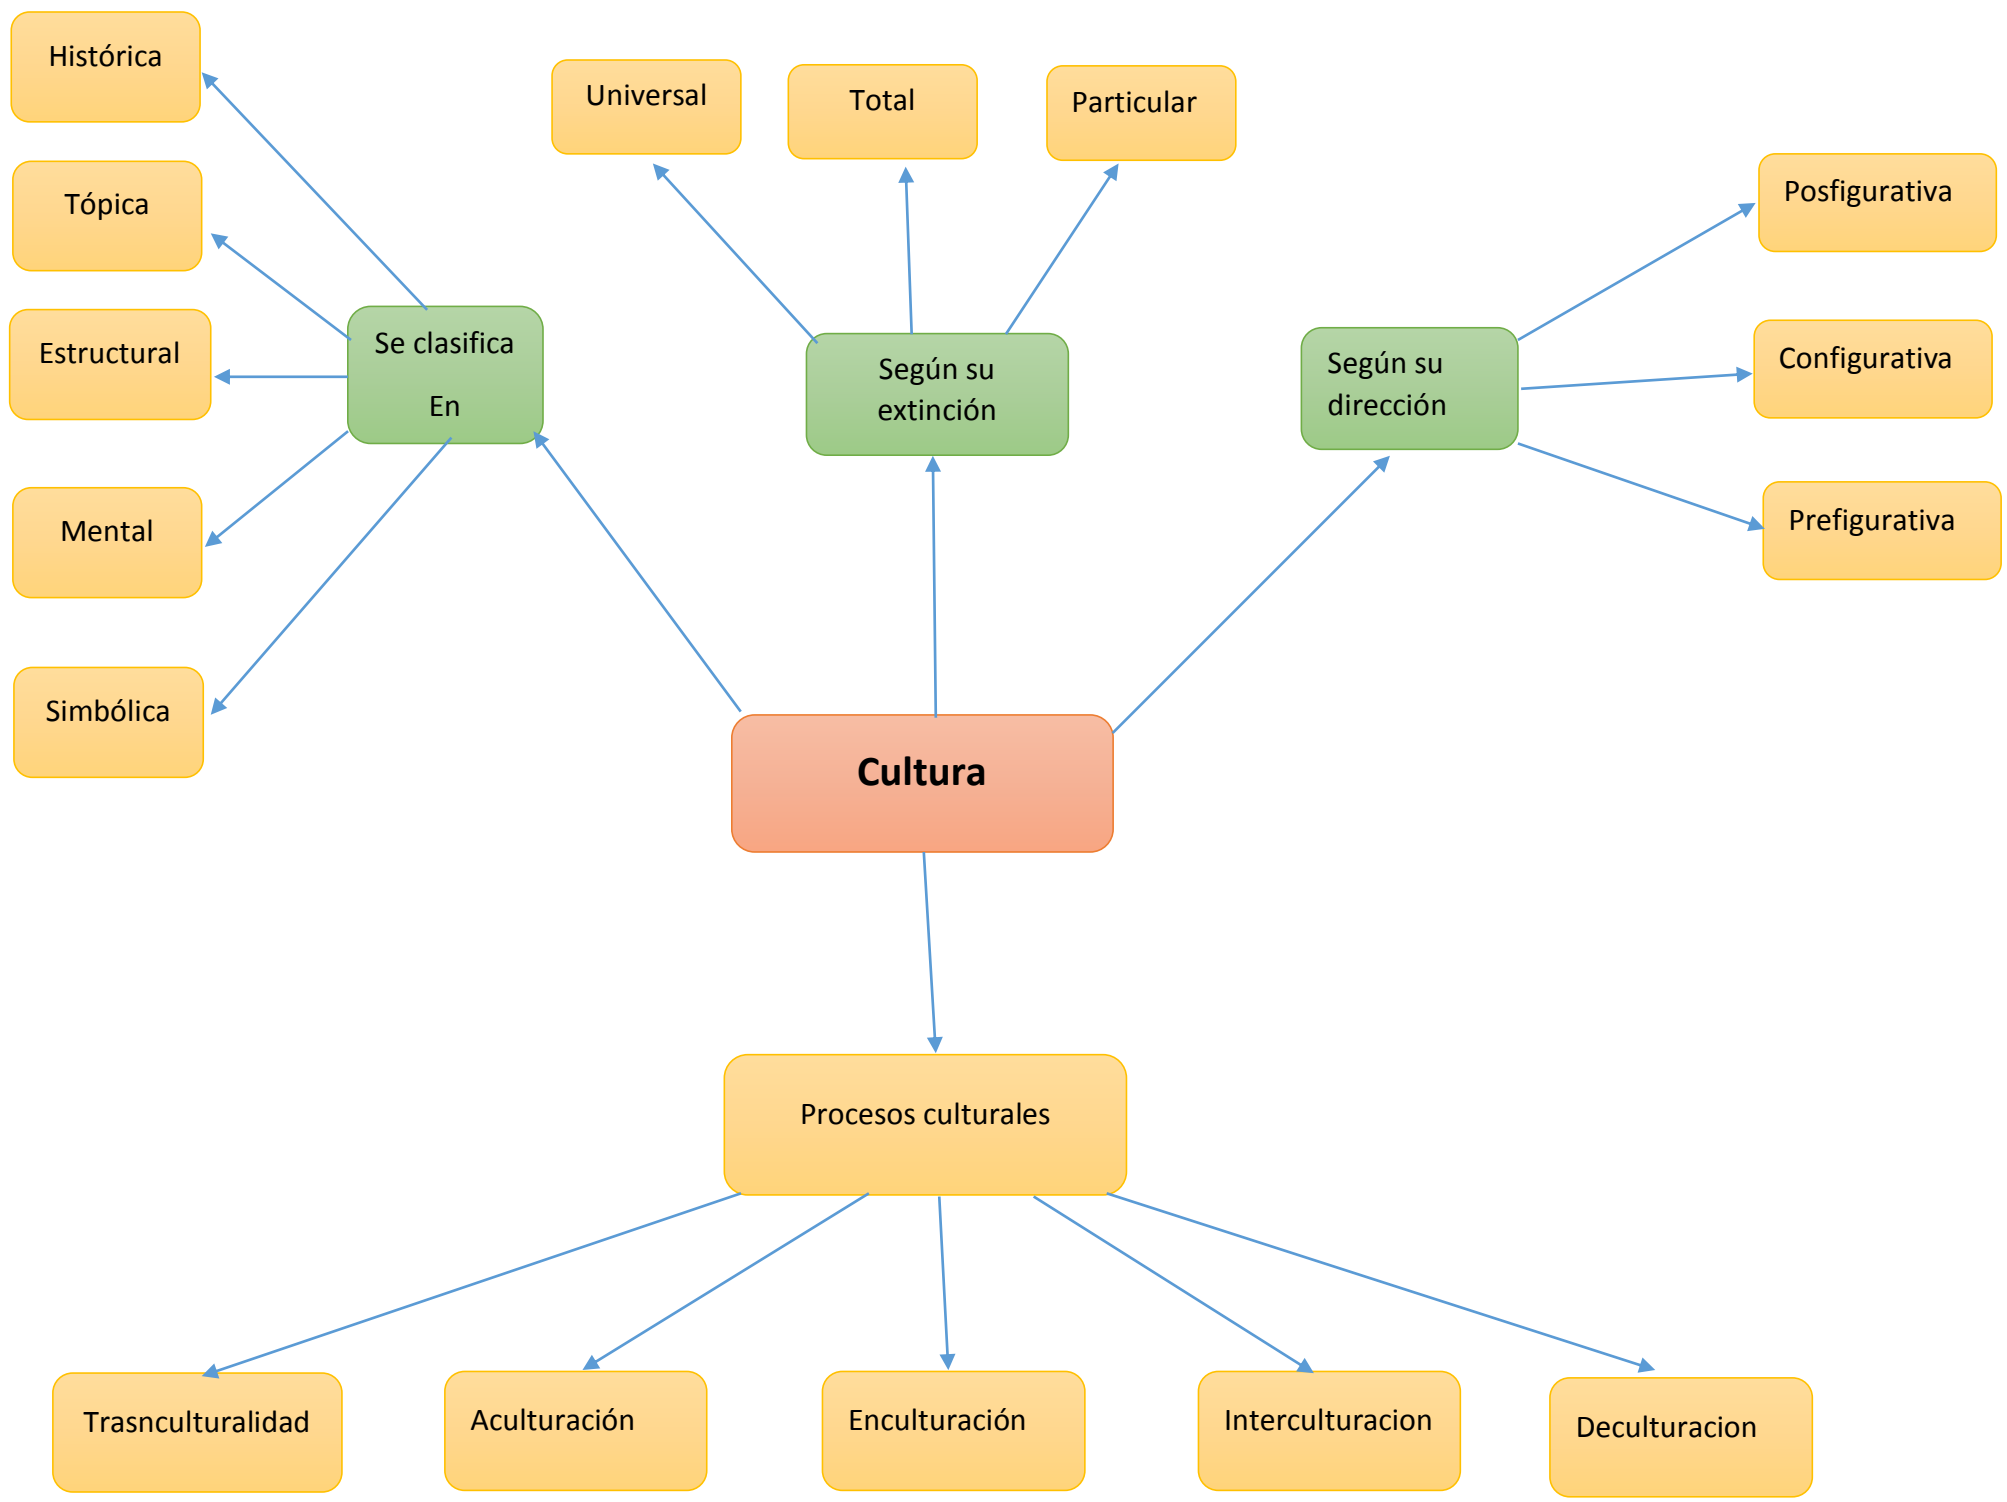 Histórica
Universal
Total
Particular
Posfigurativa
Tópica
Estructural
Se clasifica
En
Según su
extinción
Según su
dirección
Configurativa
Mental
Prefigurativa
Simbólica
Cultura
Procesos culturales
Trasnculturalidad
Aculturación
Enculturación
Interculturacion
Deculturacion